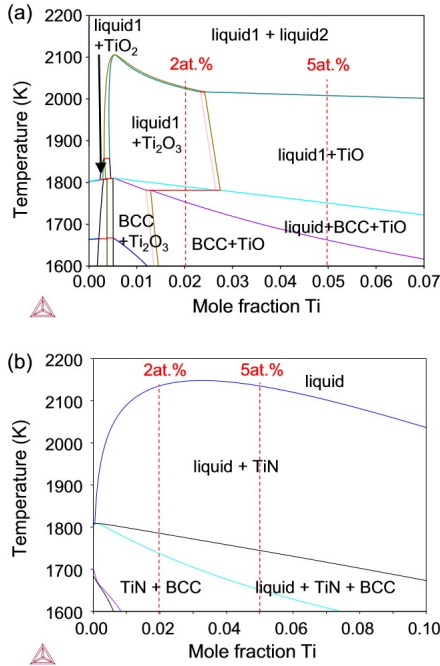 (a)
liquid1
+TiO₂
liquid1 + liquid2
2at.%
5at.%
liquid1
+Ti₂O₃
liquid1+TiO
BCC
+Ti₂O₃
BCC+TiO
liquid+BCC+TiO
Temperature (K)
2200
2100
2000
1900
1800
1700
1600
0.00 0.01 0.02 0.03 0.04 0.05 0.06 0.07
Mole fraction Ti
(b)
2at.%
5at.%
liquid
liquid + TiN
TiN + BCC
liquid + TiN + BCC
Temperature (K)
2200
2100
2000
1900
1800
1700
1600
0.00 0.02 0.04 0.06 0.08 0.10
Mole fraction Ti